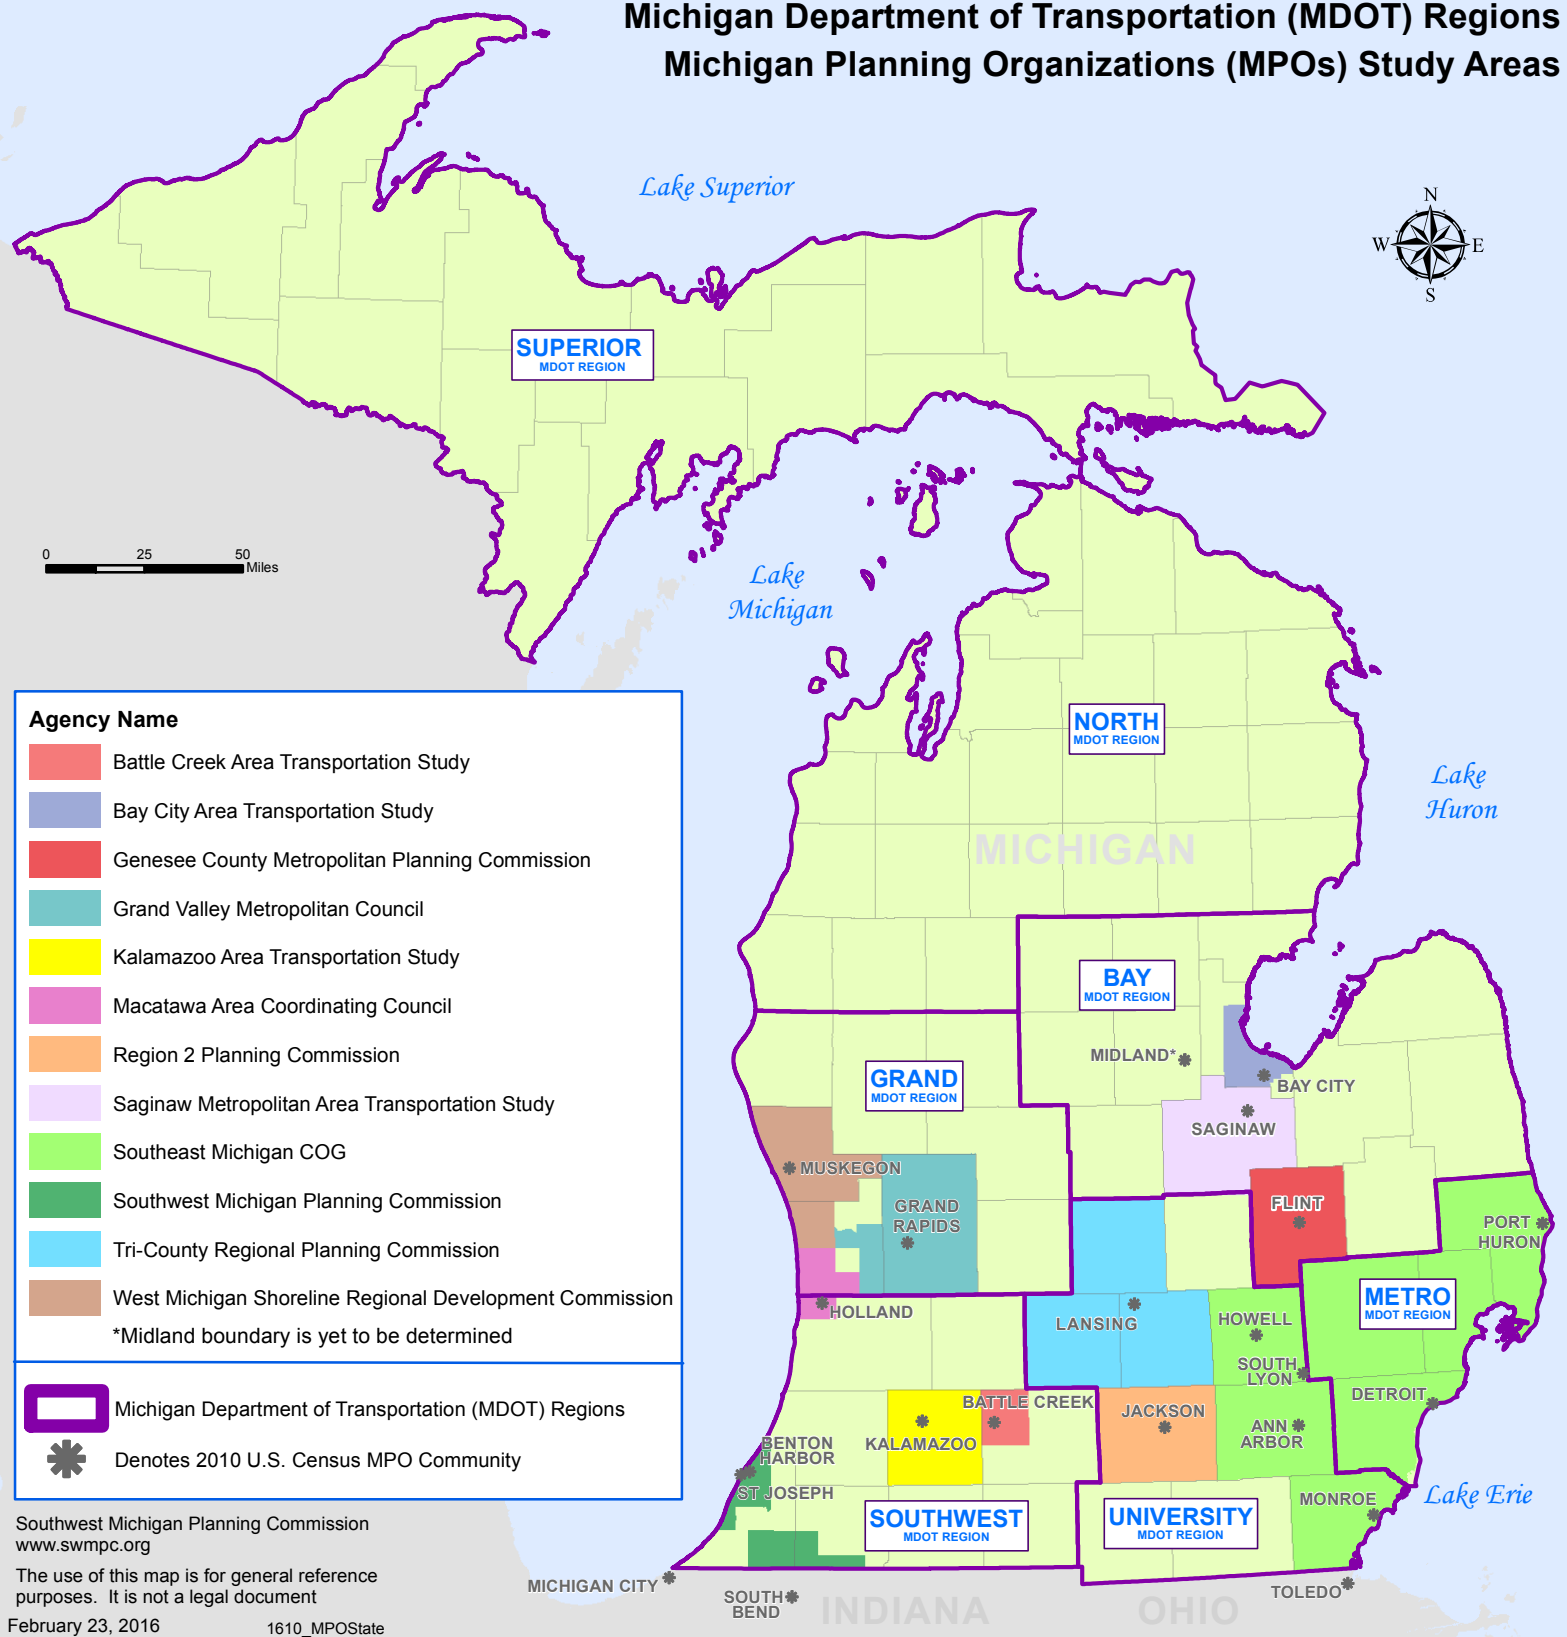 Michigan Department of Transportation (MDOT) Regions
Michigan Planning Organizations (MPOs) Study Areas
Lake Superior
N
W E
S
SUPERIOR
MDOT REGION
0 25 50
Miles
Lake
Michigan
NORTH
MDOT REGION
Lake
Huron
MICHIGAN
BAY
MDOT REGION
MIDLAND*
BAY CITY
GRAND
MDOT REGION
SAGINAW
MUSKEGON
GRAND
RAPIDS
FLINT
PORT
HURON
METRO
MDOT REGION
HOLLAND
LANSING
HOWELL
SOUTH
LYON
DETROIT
BATTLE CREEK
JACKSON
ANN
ARBOR
KALAMAZOO
BENTON
HARBOR
ST JOSEPH
MONROE
Lake Erie
SOUTHWEST
MDOT REGION
UNIVERSITY
MDOT REGION
MICHIGAN CITY
SOUTH
BEND
TOLEDO
INDIANA
OHIO
Agency Name
Battle Creek Area Transportation Study
Bay City Area Transportation Study
Genesee County Metropolitan Planning Commission
Grand Valley Metropolitan Council
Kalamazoo Area Transportation Study
Macatawa Area Coordinating Council
Region 2 Planning Commission
Saginaw Metropolitan Area Transportation Study
Southeast Michigan COG
Southwest Michigan Planning Commission
Tri-County Regional Planning Commission
West Michigan Shoreline Regional Development Commission
*Midland boundary is yet to be determined
Michigan Department of Transportation (MDOT) Regions
Denotes 2010 U.S. Census MPO Community
Southwest Michigan Planning Commission
www.swmpc.org
The use of this map is for general reference
purposes. It is not a legal document
February 23, 2016 1610_MPOState